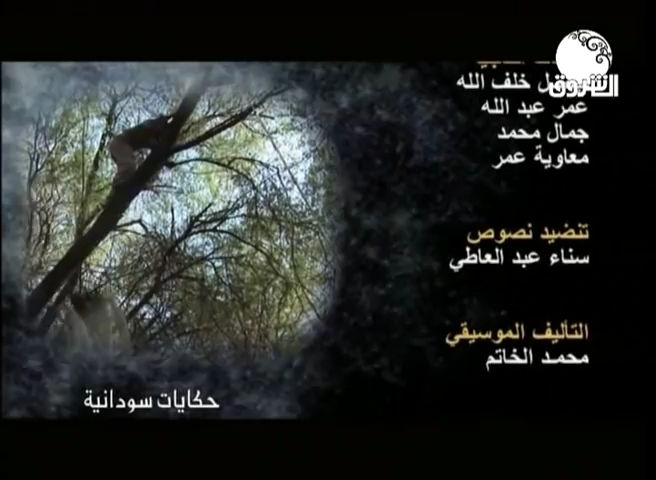 الشروق
خلف الله
عمر عبد الله
جمال محمد
معاوية عمر
تنضيد نصوص
سناء عبد العاطي
التأليف الموسيقي
محمد الخاتم
حكايات سودانية